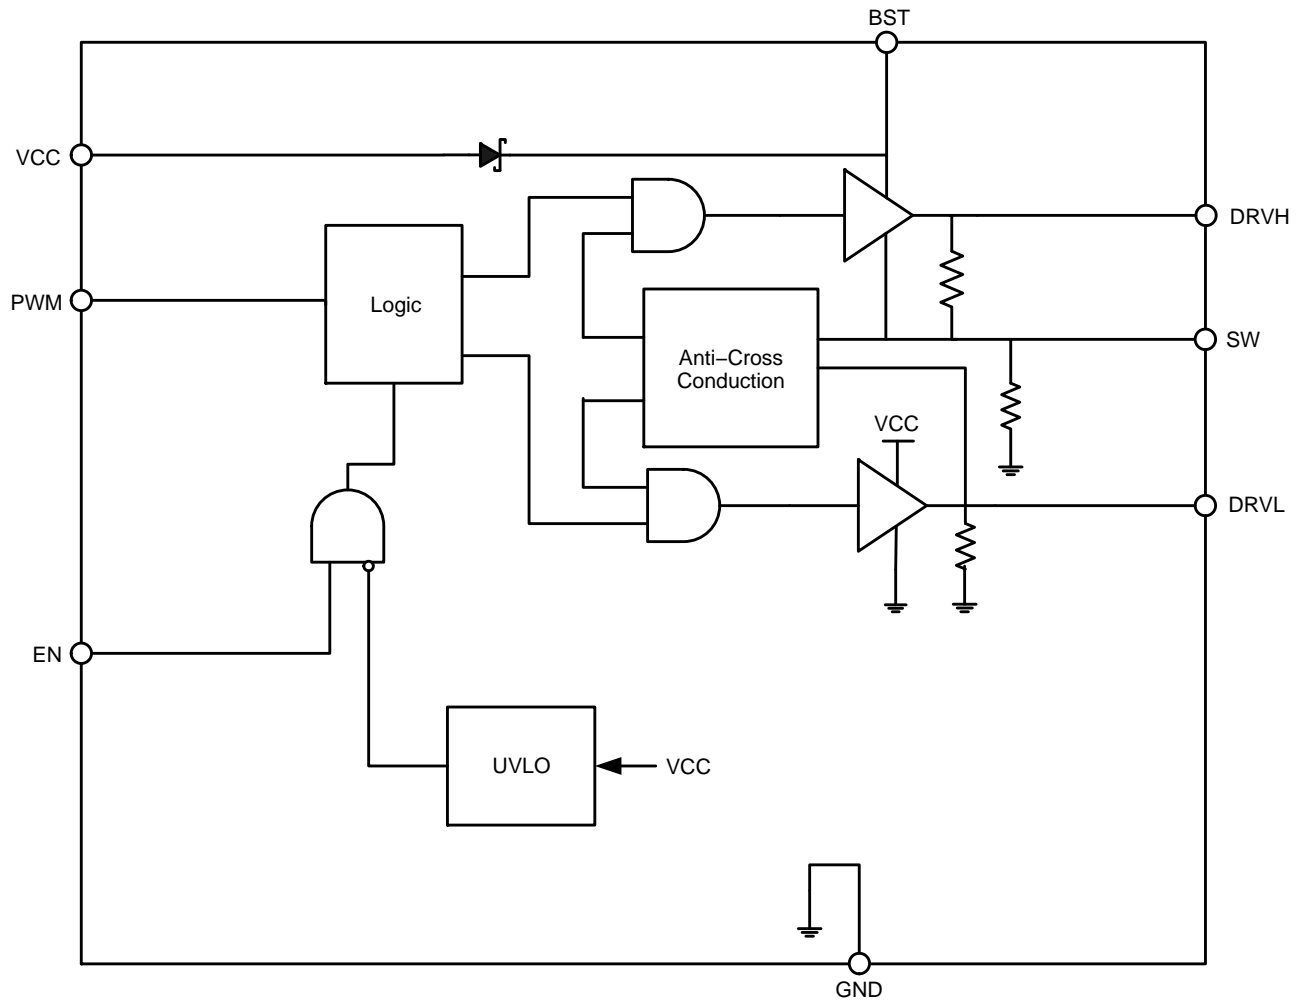 BST
VCC
DRVH
PWM
Logic
SW
Anti−Cross
Conduction
VCC
DRVL
EN
UVLO
VCC
GND